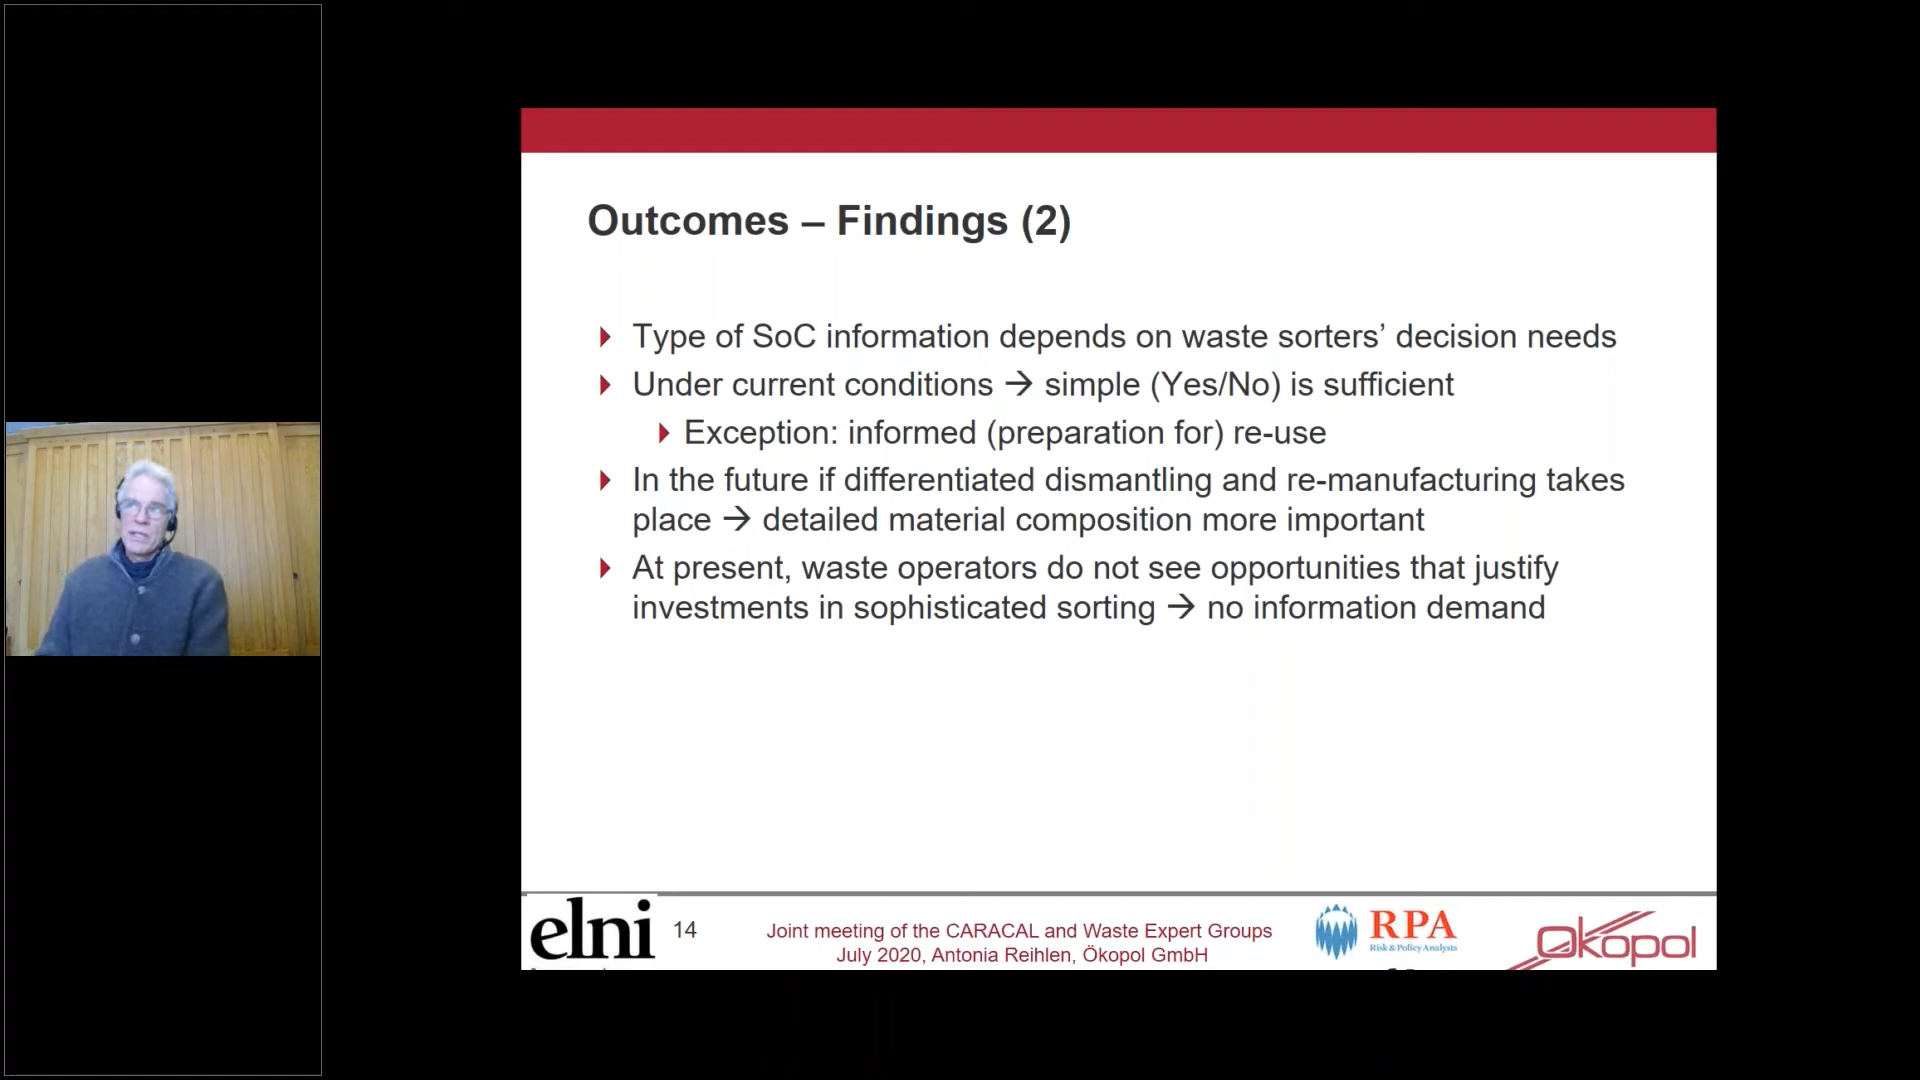 Outcomes – Findings (2)
Type of SoC information depends on waste sorters’ decision needs
Under current conditions → simple (Yes/No) is sufficient
Exception: informed (preparation for) re-use
In the future if differentiated dismantling and re-manufacturing takes
place → detailed material composition more important
At present, waste operators do not see opportunities that justify
investments in sophisticated sorting → no information demand
elni
14
Joint meeting of the CARACAL and Waste Expert Groups
July 2020, Antonia Reihlen, Ökopol GmbH
RPA
Risk & Policy Analysts
Ökopol